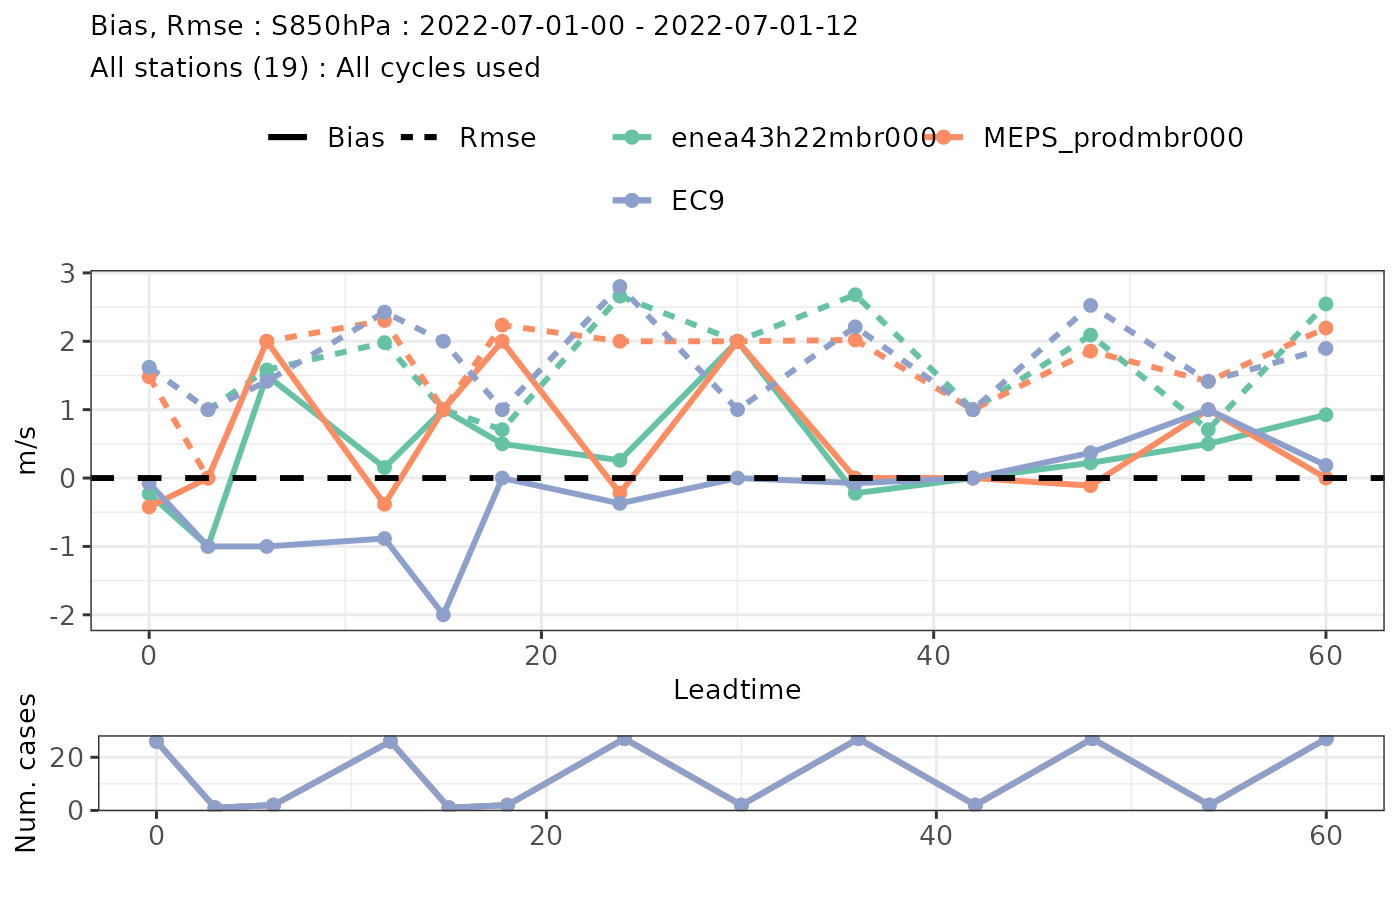 Bias, Rmse : S850hPa : 2022-07-01-00 - 2022-07-01-12
All stations (19) : All cycles used
Bias Rmse enea43h22mbr000 MEPS_prodmbr000
EC9
3
2
1
0
-1
-2
m/s
0 20 40 60
Leadtime
20
0
Num. cases
0 20 40 60